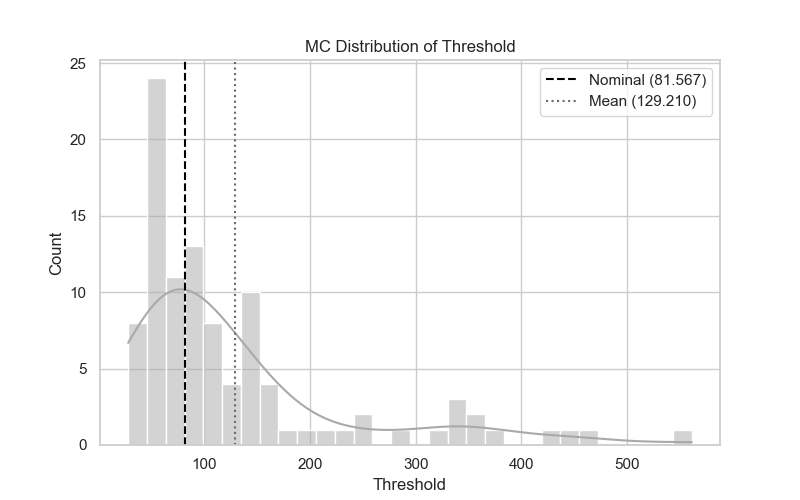 MC Distribution of Threshold
25
20
15
10
5
0
Count
Nominal (81.567)
Mean (129.210)
100 200 300 400 500
Threshold